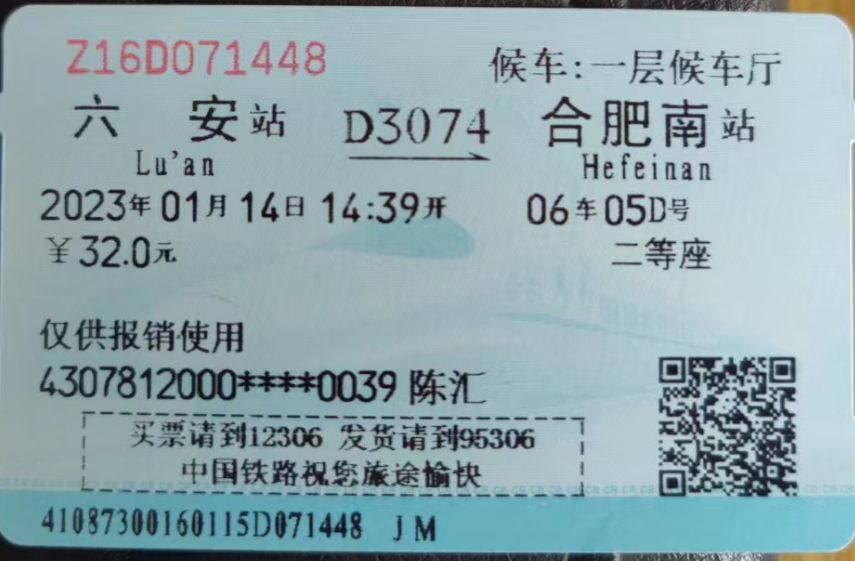 Z16D071448
候车:一层候车厅
六 安站 D3074 合肥南站
Lu'an Hefeinan
2023年01月14日 14:39开 06车05D号
￥32.0元 二等座
仅供报销使用
4307812000****0039 陈汇
买票请到12306 发货请到95306
中国铁路祝您旅途愉快
41087300160115D071448 JM